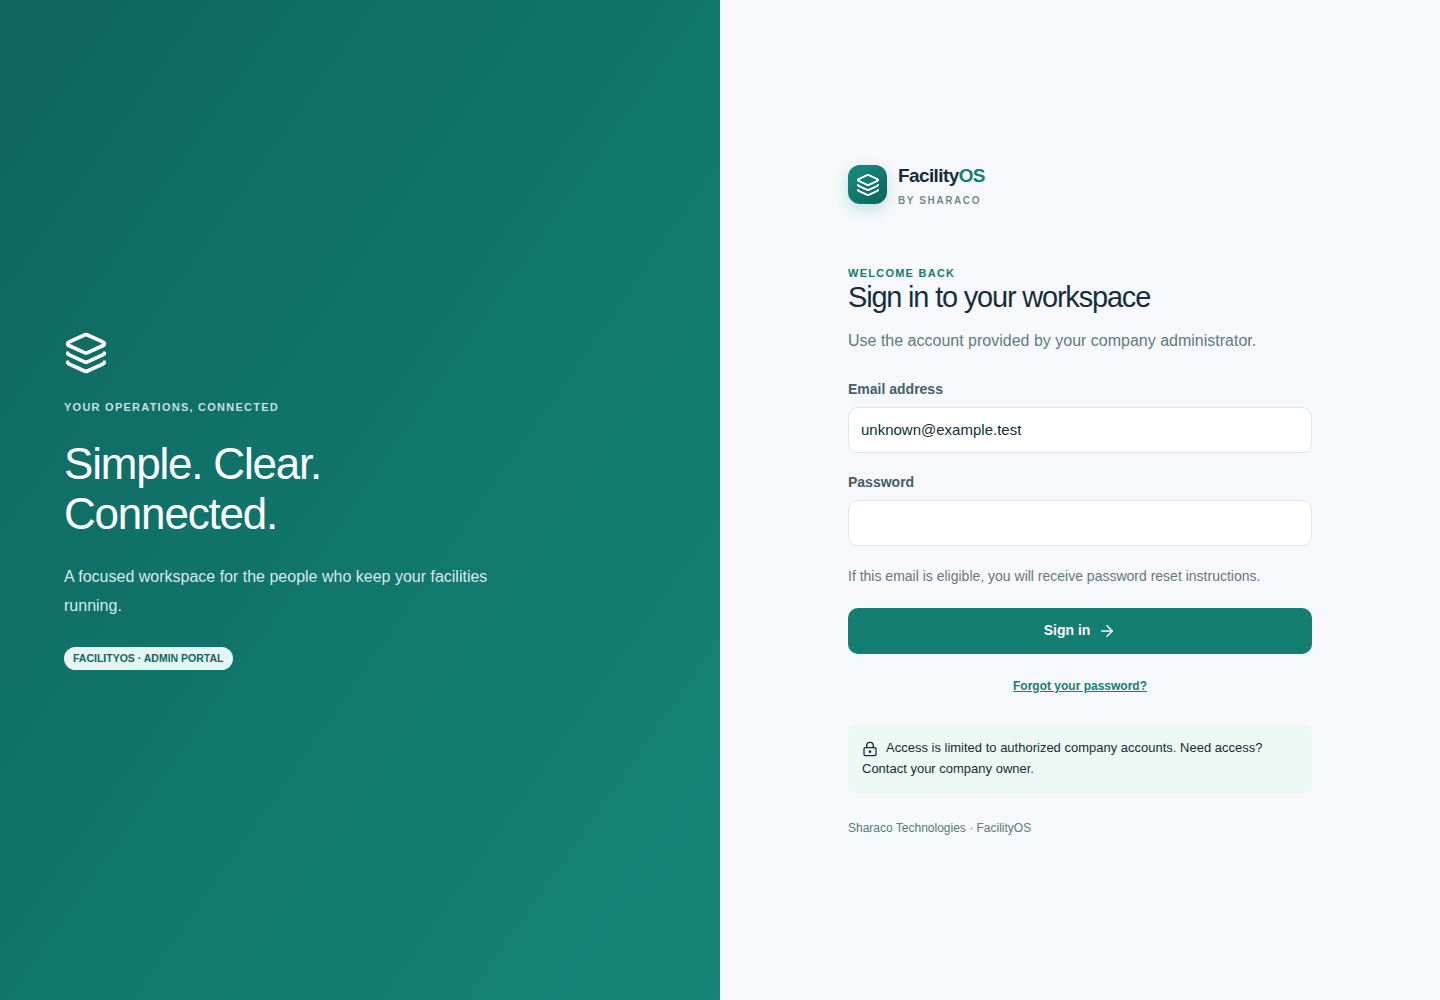 YOUR OPERATIONS, CONNECTED
Simple. Clear.
Connected.
A focused workspace for the people who keep your facilities
running.
FACILITYOS · ADMIN PORTAL
FacilityOS
BY SHARACO
WELCOME BACK
Sign in to your workspace
Use the account provided by your company administrator.
Email address
unknown@example.test
Password
If this email is eligible, you will receive password reset instructions.
Sign in
Forgot your password?
Access is limited to authorized company accounts. Need access?
Contact your company owner.
Sharaco Technologies · FacilityOS